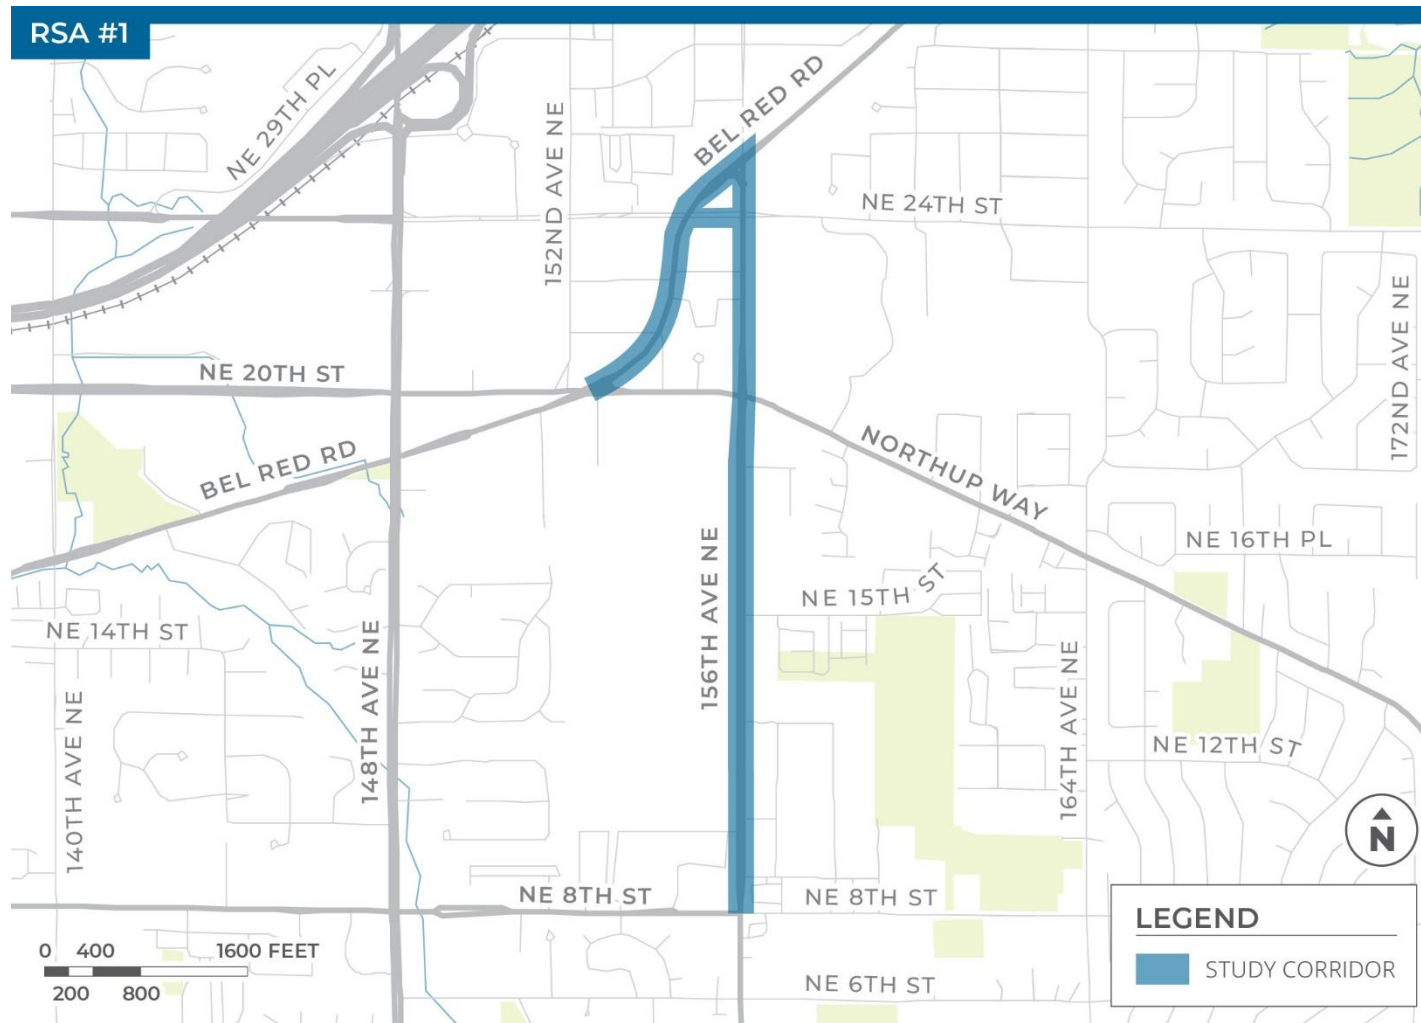 RSA #1
NE 29TH PL
BEL RED RD
152ND AVE NE
NE 24TH ST
172ND AVE NE
NE 20TH ST
BEL RED RD
NORTHUP WAY
156TH AVE NE
NE 16TH PL
NE 15TH ST
NE 14TH ST
148TH AVE NE
164TH AVE NE
140TH AVE NE
NE 12TH ST
N
NE 8TH ST
NE 8TH ST
LEGEND
STUDY CORRIDOR
0 400 1600 FEET
200 800
NE 6TH ST